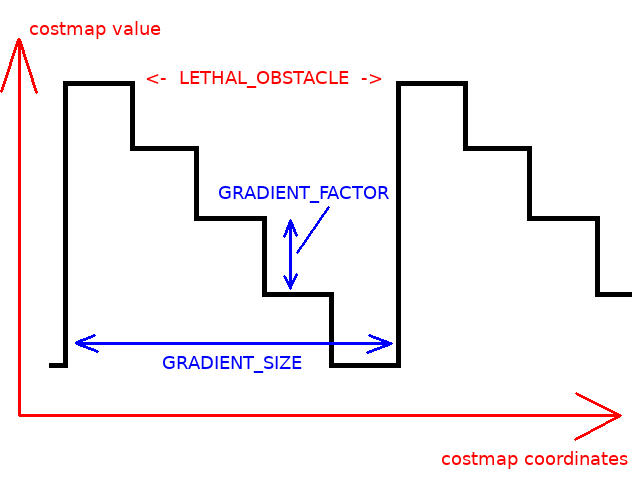 costmap value
<-  LETHAL_OBSTACLE  ->
GRADIENT_FACTOR
GRADIENT_SIZE
costmap coordinates